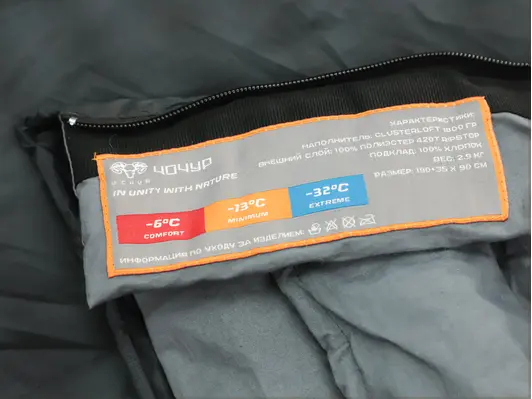 ЧОЧУР
OCHUR
IN UNITY WITH NATURE
-6°C
COMFORT
-13°C
MINIMUM
-32°C
EXTREME
ХАРАКТЕРИСТИКИ:
НАПОЛНИТЕЛЬ: CLUSTERLOFT 1800 ГР
ВНЕШНИЙ СЛОЙ: 100% ПОЛИЭСТЕР 420T RIPSTOP
ПОДКЛАД: 100% ХЛОПОК
ВЕС: 2,9 КГ
РАЗМЕР: 190+35 X 90 СМ
ИНФОРМАЦИЯ ПО УХОДУ ЗА ИЗДЕЛИЕМ: